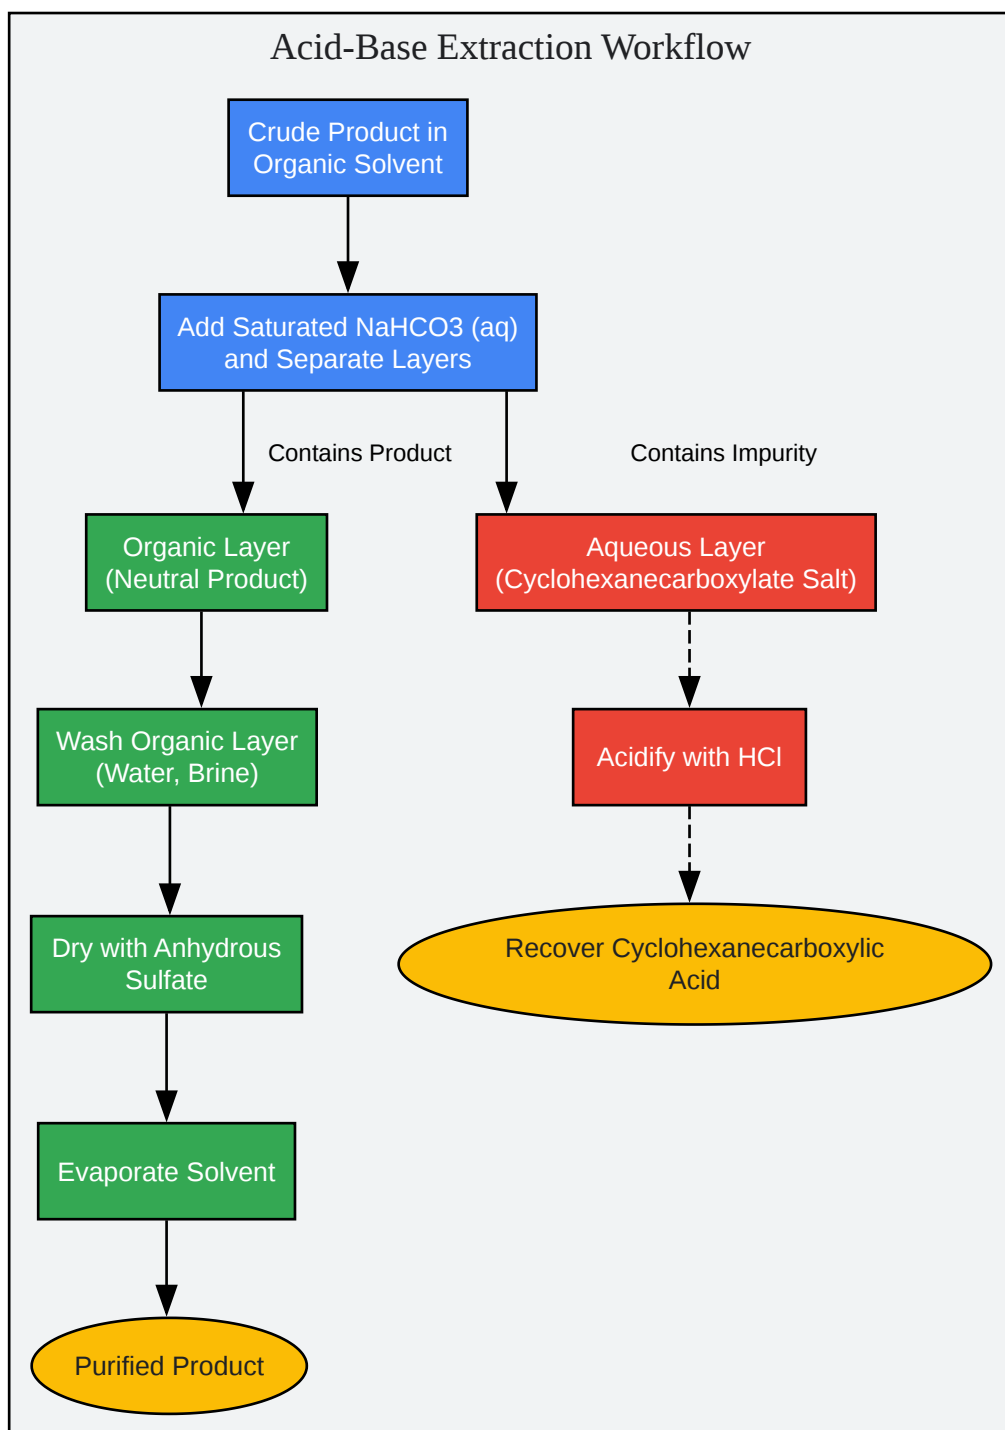 Acid-Base Extraction Workflow
Crude Product in
Organic Solvent
Add Saturated NaHCO3 (aq)
and Separate Layers
Contains Product
Contains Impurity
Organic Layer
(Neutral Product)
Aqueous Layer
(Cyclohexanecarboxylate Salt)
Wash Organic Layer
(Water, Brine)
Acidify with HCl
Dry with Anhydrous
Sulfate
Recover Cyclohexanecarboxylic
Acid
Evaporate Solvent
Purified Product